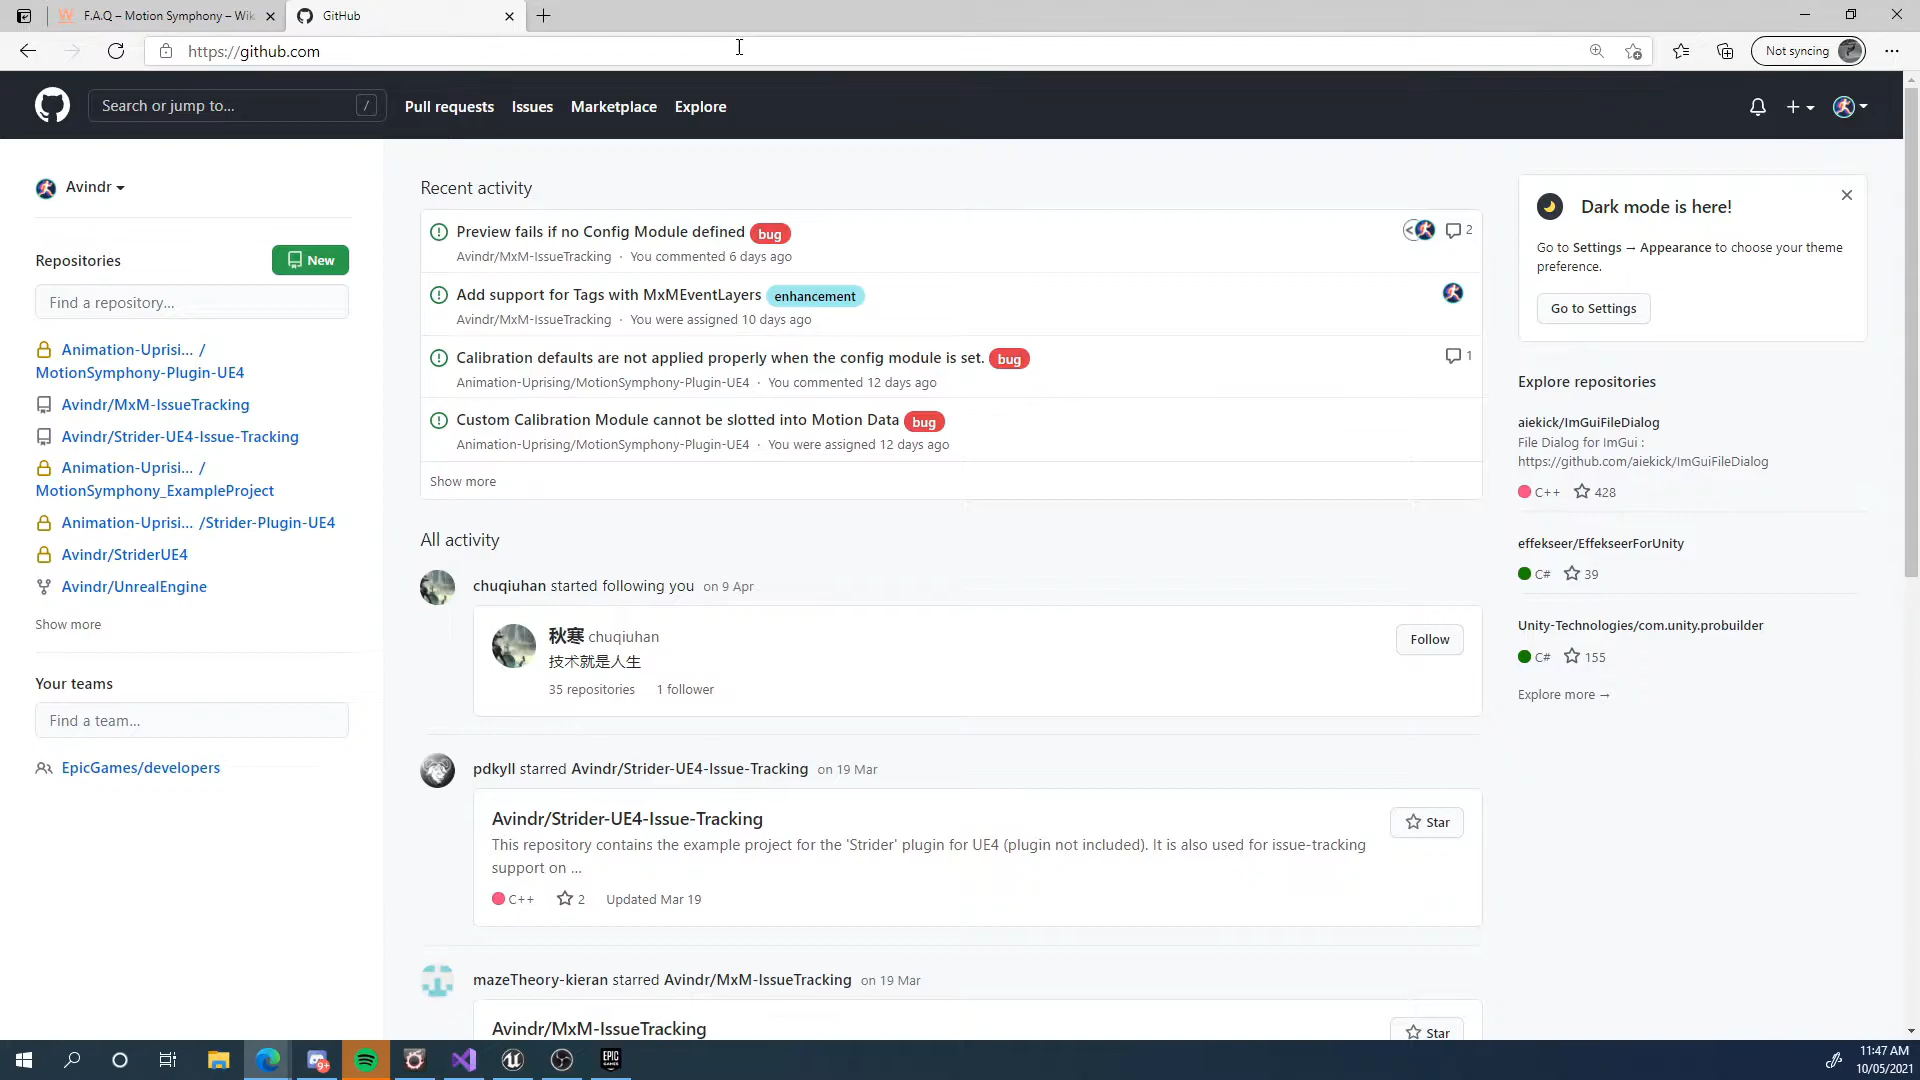 F.A.Q – Motion Symphony – Wik
GitHub
https://github.com
Not syncing
Search or jump to...
/
Pull requests
Issues
Marketplace
Explore
Avindr
Repositories
New
Find a repository...
Animation-Uprisi... /
MotionSymphony-Plugin-UE4
Avindr/MxM-IssueTracking
Avindr/Strider-UE4-Issue-Tracking
Animation-Uprisi... /
MotionSymphony_ExampleProject
Animation-Uprisi... /Strider-Plugin-UE4
Avindr/StriderUE4
Avindr/UnrealEngine
Show more
Your teams
Find a team...
EpicGames/developers
Recent activity
Preview fails if no Config Module defined bug
2
Avindr/MxM-IssueTracking · You commented 6 days ago
Add support for Tags with MxMEventLayers enhancement
Avindr/MxM-IssueTracking · You were assigned 10 days ago
Calibration defaults are not applied properly when the config module is set. bug
1
Animation-Uprising/MotionSymphony-Plugin-UE4 · You commented 12 days ago
Custom Calibration Module cannot be slotted into Motion Data bug
Animation-Uprising/MotionSymphony-Plugin-UE4 · You were assigned 12 days ago
Show more
All activity
chuqiuhan started following you on 9 Apr
秋寒 chuqiuhan
Follow
技术就是人生
35 repositories 1 follower
pdkyll starred Avindr/Strider-UE4-Issue-Tracking on 19 Mar
Avindr/Strider-UE4-Issue-Tracking
Star
This repository contains the example project for the 'Strider' plugin for UE4 (plugin not included). It is also used for issue-tracking
support on ...
C++ 2 Updated Mar 19
mazeTheory-kieran starred Avindr/MxM-IssueTracking on 19 Mar
Avindr/MxM-IssueTracking
Star
Dark mode is here!
Go to Settings → Appearance to choose your theme
preference.
Go to Settings
Explore repositories
aiekick/ImGuiFileDialog
File Dialog for ImGui :
https://github.com/aiekick/ImGuiFileDialog
C++ 428
effekseer/EffekseerForUnity
C# 39
Unity-Technologies/com.unity.probuilder
C# 155
Explore more →
9+
EPIC
GAMES
11:47 AM
10/05/2021